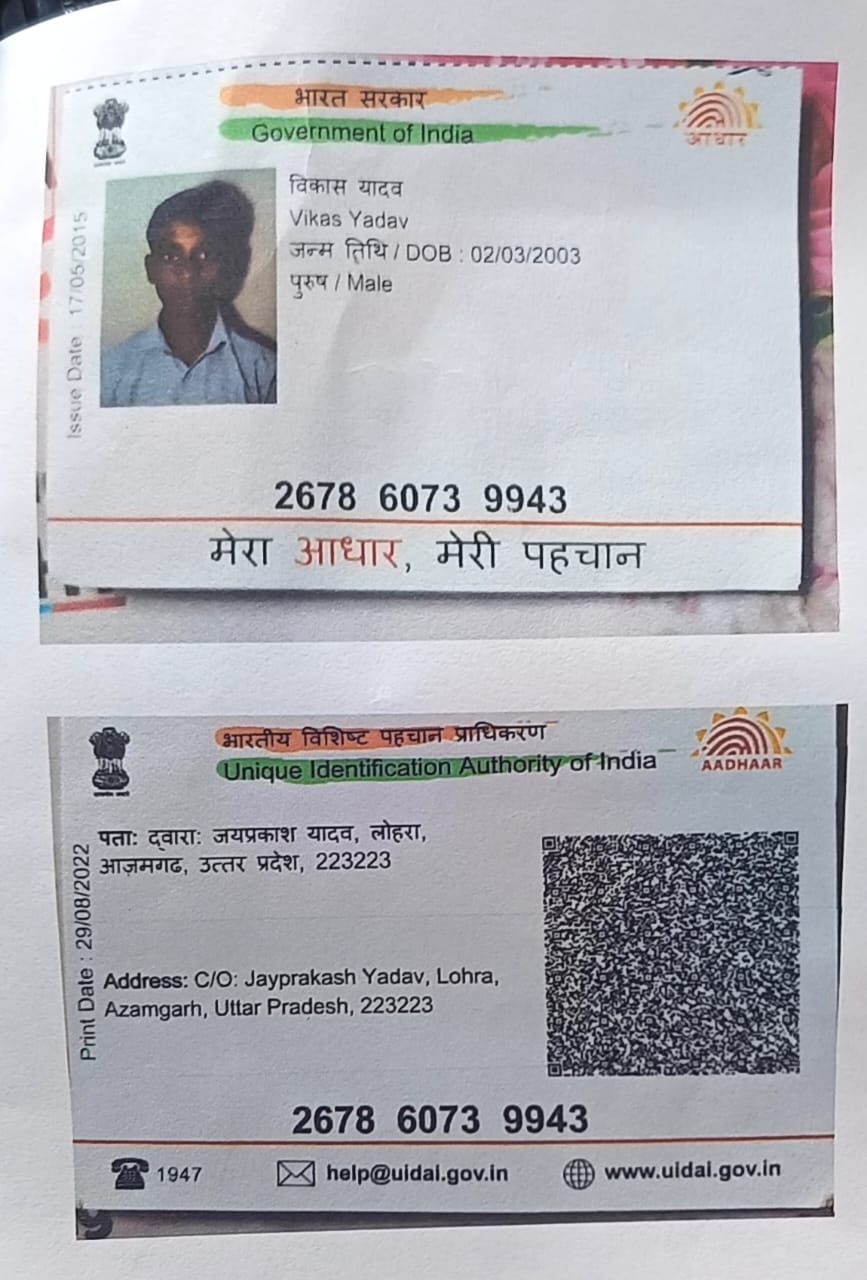 भारत सरकार
Government of India
आधार
Issue Date : 17/05/2015
विकास यादव
Vikas Yadav
जन्म तिथि / DOB : 02/03/2003
पुरुष / Male
2678 6073 9943
मेरा आधार, मेरी पहचान
भारतीय विशिष्ट पहचान प्राधिकरण
Unique Identification Authority of India
AADHAAR
Print Date : 29/08/2022
पता: द्वारा: जयप्रकाश यादव, लोहरा,
आज़मगढ, उत्तर प्रदेश, 223223
Address: C/O: Jayprakash Yadav, Lohra,
Azamgarh, Uttar Pradesh, 223223
2678 6073 9943
1947 help@uidai.gov.in www.uidai.gov.in